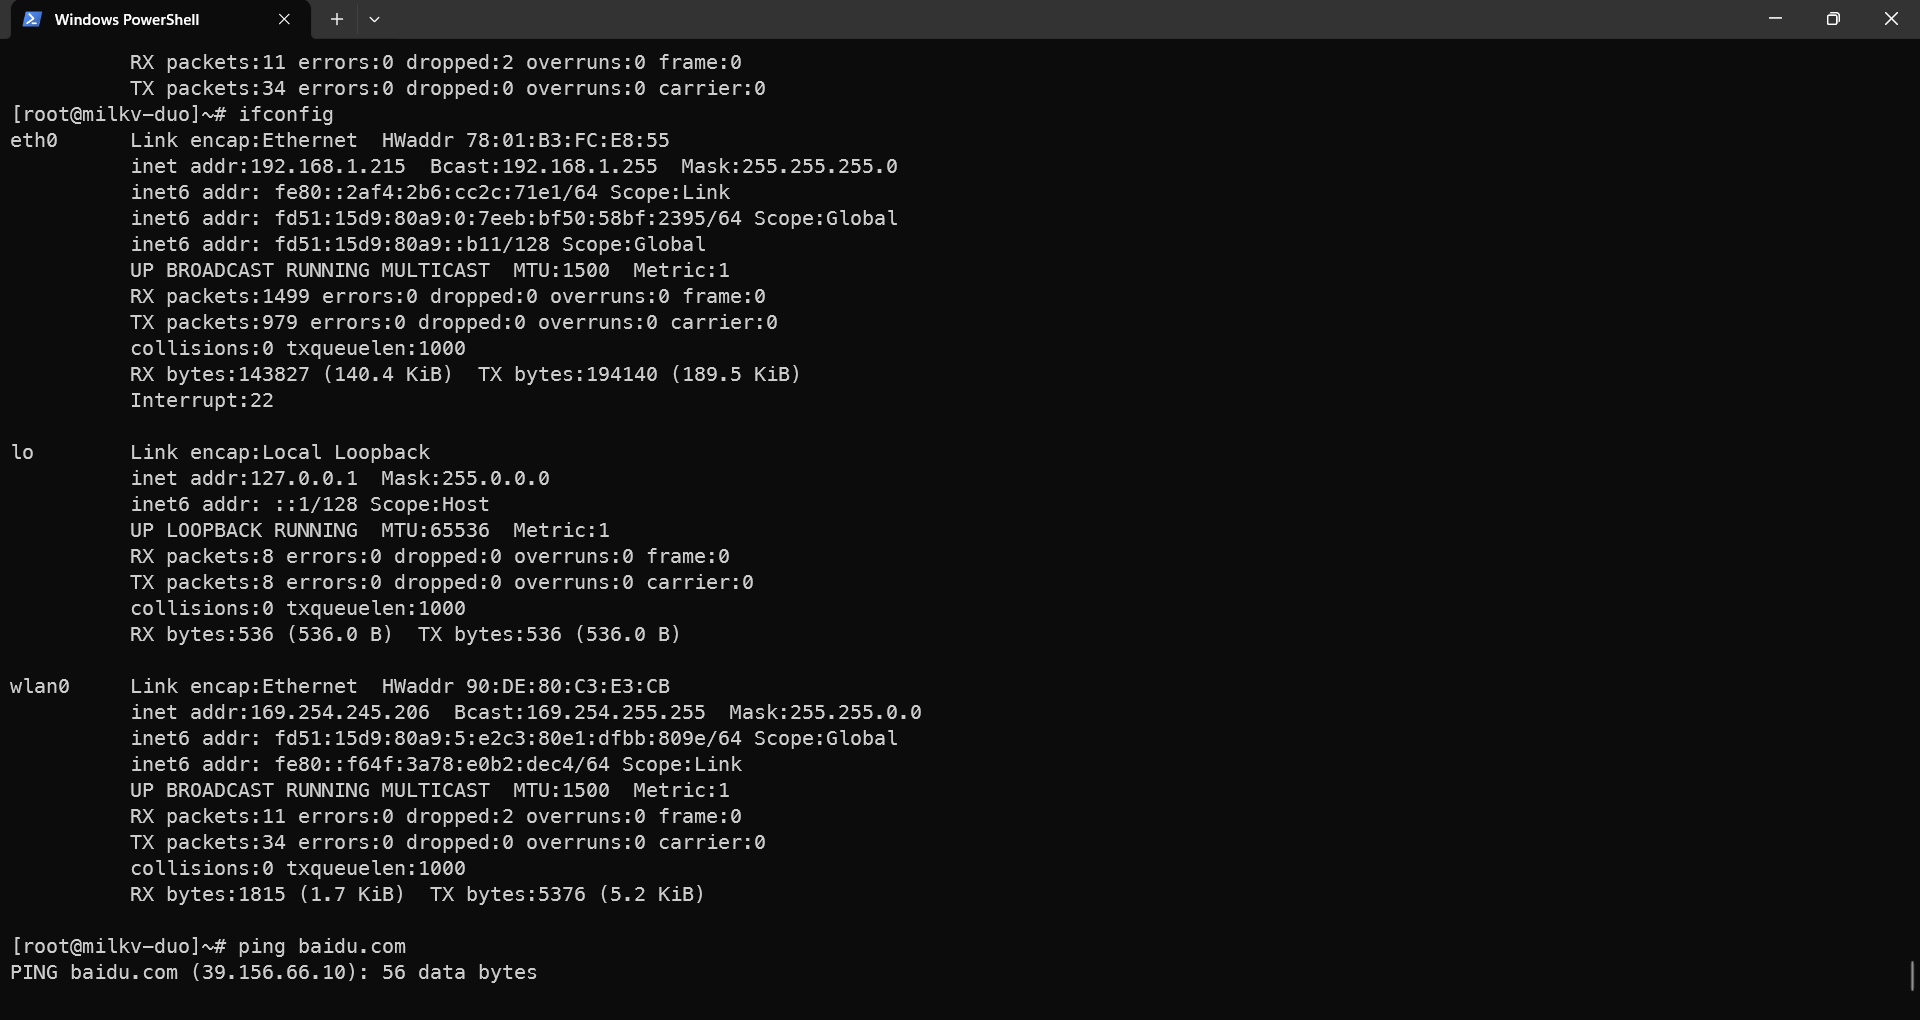 Windows PowerShell
RX packets:11 errors:0 dropped:2 overruns:0 frame:0
TX packets:34 errors:0 dropped:0 overruns:0 carrier:0
[root@milkv-duo]~# ifconfig
eth0      Link encap:Ethernet  HWaddr 78:01:B3:FC:E8:55
inet addr:192.168.1.215  Bcast:192.168.1.255  Mask:255.255.255.0
inet6 addr: fe80::2af4:2b6:cc2c:71e1/64 Scope:Link
inet6 addr: fd51:15d9:80a9:0:7eeb:bf50:58bf:2395/64 Scope:Global
inet6 addr: fd51:15d9:80a9::b11/128 Scope:Global
UP BROADCAST RUNNING MULTICAST  MTU:1500  Metric:1
RX packets:1499 errors:0 dropped:0 overruns:0 frame:0
TX packets:979 errors:0 dropped:0 overruns:0 carrier:0
collisions:0 txqueuelen:1000
RX bytes:143827 (140.4 KiB)  TX bytes:194140 (189.5 KiB)
Interrupt:22
lo        Link encap:Local Loopback
inet addr:127.0.0.1  Mask:255.0.0.0
inet6 addr: ::1/128 Scope:Host
UP LOOPBACK RUNNING  MTU:65536  Metric:1
RX packets:8 errors:0 dropped:0 overruns:0 frame:0
TX packets:8 errors:0 dropped:0 overruns:0 carrier:0
collisions:0 txqueuelen:1000
RX bytes:536 (536.0 B)  TX bytes:536 (536.0 B)
wlan0     Link encap:Ethernet  HWaddr 90:DE:80:C3:E3:CB
inet addr:169.254.245.206  Bcast:169.254.255.255  Mask:255.255.0.0
inet6 addr: fd51:15d9:80a9:5:e2c3:80e1:dfbb:809e/64 Scope:Global
inet6 addr: fe80::f64f:3a78:e0b2:dec4/64 Scope:Link
UP BROADCAST RUNNING MULTICAST  MTU:1500  Metric:1
RX packets:11 errors:0 dropped:2 overruns:0 frame:0
TX packets:34 errors:0 dropped:0 overruns:0 carrier:0
collisions:0 txqueuelen:1000
RX bytes:1815 (1.7 KiB)  TX bytes:5376 (5.2 KiB)
[root@milkv-duo]~# ping baidu.com
PING baidu.com (39.156.66.10): 56 data bytes